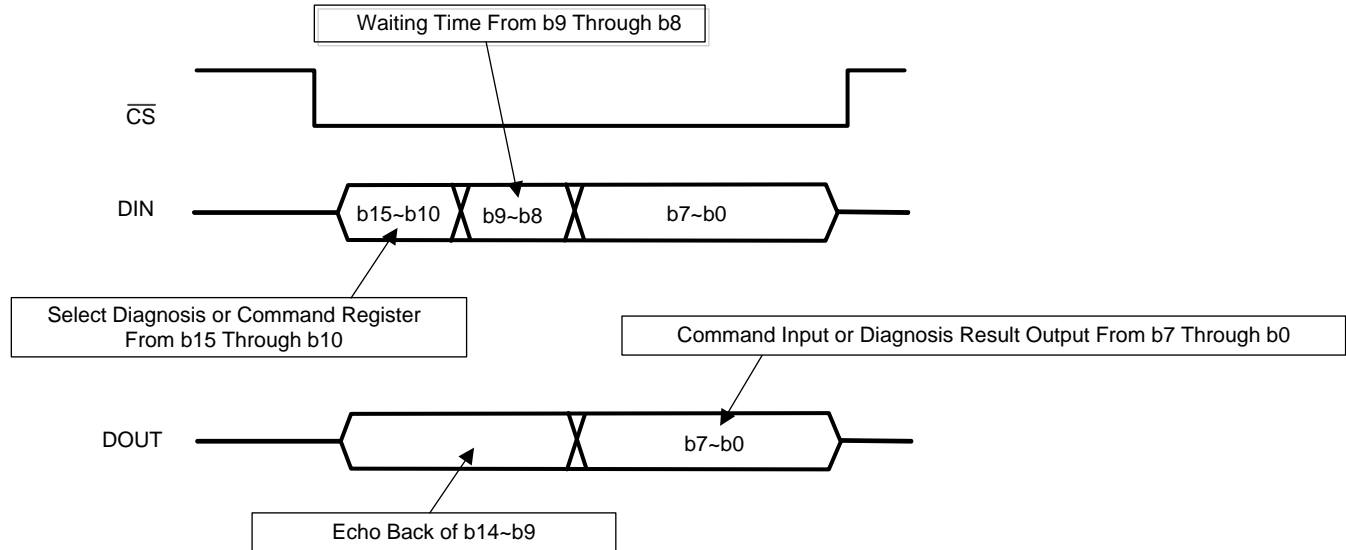 Waiting Time From b9 Through b8
CS
DIN
b15~b10
b9~b8
b7~b0
Select Diagnosis or Command Register
From b15 Through b10
Command Input or Diagnosis Result Output From b7 Through b0
DOUT
b7~b0
Echo Back of b14~b9